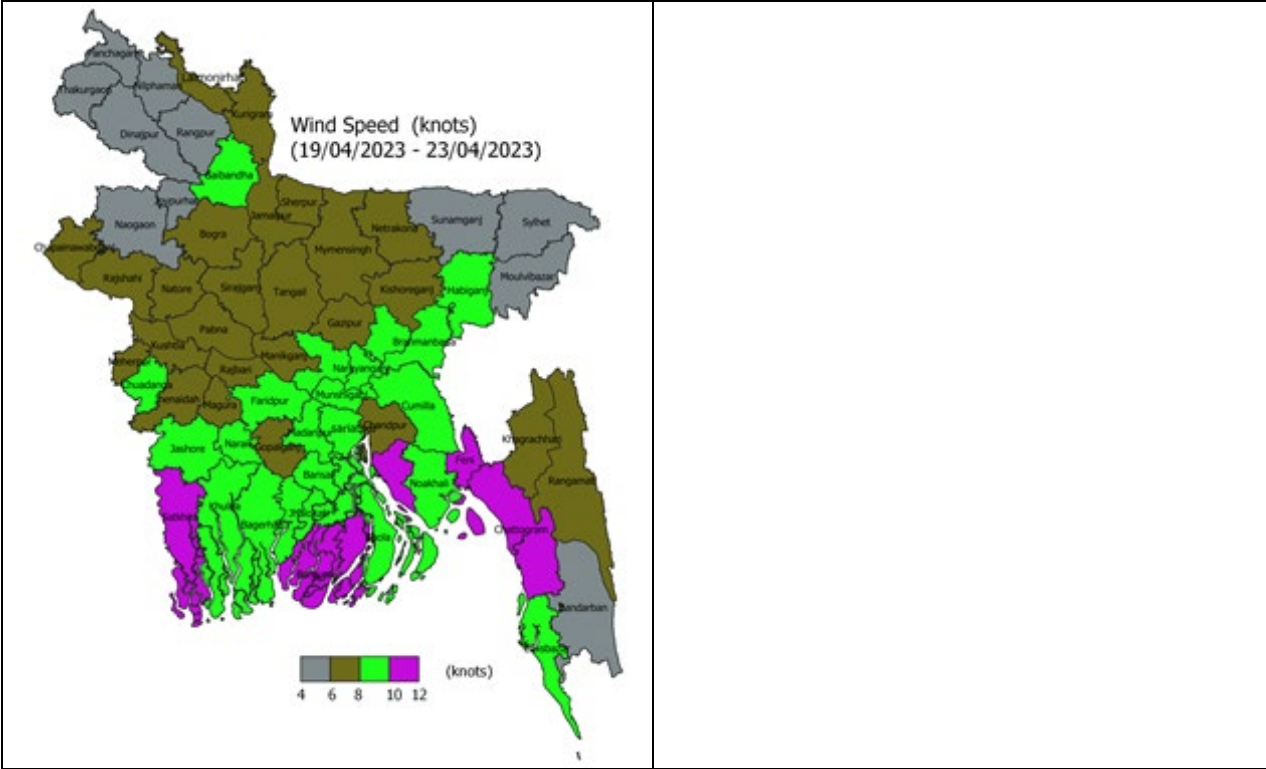 Panchagarh
Lalmonirhat
Nilphamari
Thakurgaon
Kurigram
Dinajpur
Rangpur
Wind Speed (knots)
(19/04/2023 - 23/04/2023)
Gaibandha
Joypurhat
Sherpur
Jamalpur
Naogaon
Sunamganj
Sylhet
Netrakona
Bogra
Mymensingh
Chapainawabganj
Moulvibazar
Rajshahi
Natore
Sirajganj
Tangail
Kishoreganj
Habiganj
Gazipur
Pabna
Kushtia
Brahmanbaria
Manikganj
Meherpur
Rajbari
Narayanganj
Chuadanga
Jhenaidah
Magura
Faridpur
Munshiganj
Cumilla
Chandpur
Madaripur
Sariatpur
Khagrachhari
Jashore
Narail
Gopalganj
Feni
Barisal
Noakhali
Rangamati
Khulna
Bagerhat
Jhalokati
Chattogram
Bhola
Bandarban
(knots)
4 6 8 10 12